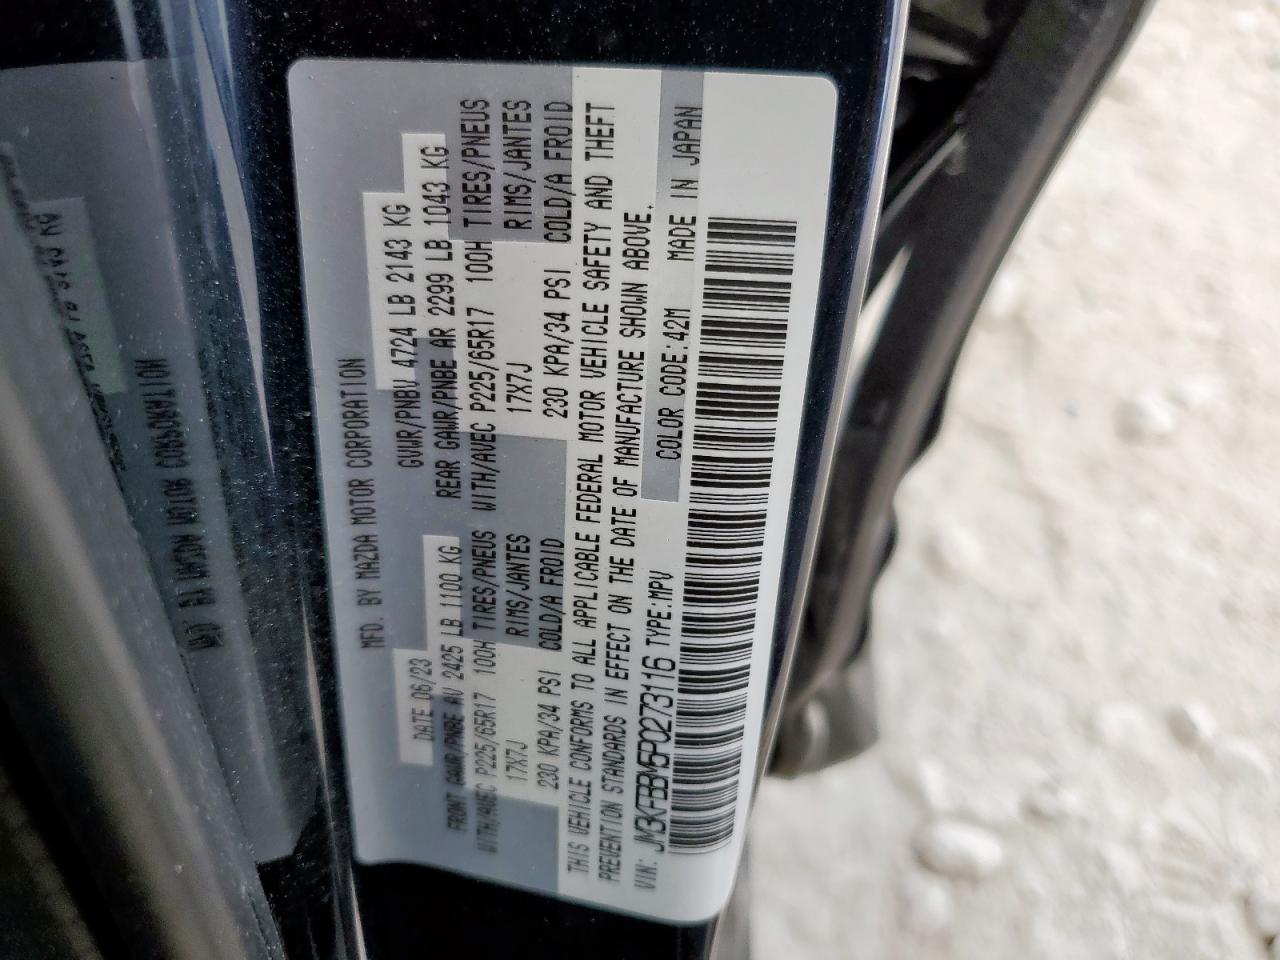 MFD. BY MAZDA MOTOR CORPORATION
DATE 06/23 GVWR/PNBV 4724 LB 2143 KG
FRONT GAWR/PNBE AV 2425 LB 1100 KG REAR GAWR/PNBE AR 2299 LB 1043 KG
WITH/AVEC P225/65R17 100H TIRES/PNEUS WITH/AVEC P225/65R17 100H TIRES/PNEUS
17X7J RIMS/JANTES 17X7J RIMS/JANTES
230 KPA/34 PSI COLD/A FROID 230 KPA/34 PSI COLD/A FROID
THIS VEHICLE CONFORMS TO ALL APPLICABLE FEDERAL MOTOR VEHICLE SAFETY AND THEFT
PREVENTION STANDARDS IN EFFECT ON THE DATE OF MANUFACTURE SHOWN ABOVE.
VIN: JM3KFBBM5P0273116 TYPE:MPV COLOR CODE:42M MADE IN JAPAN